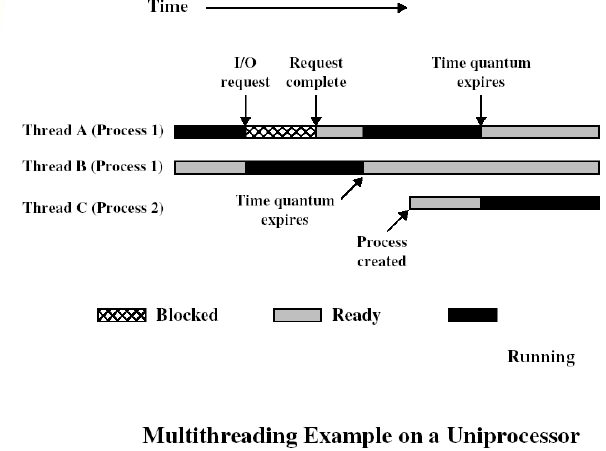 Time
I/O
request
Request
complete
Time quantum
expires
Thread A (Process 1)
Thread B (Process 1)
Time quantum
expires
Thread C (Process 2)
Process
created
Blocked
Ready
Running
Multithreading Example on a Uniprocessor